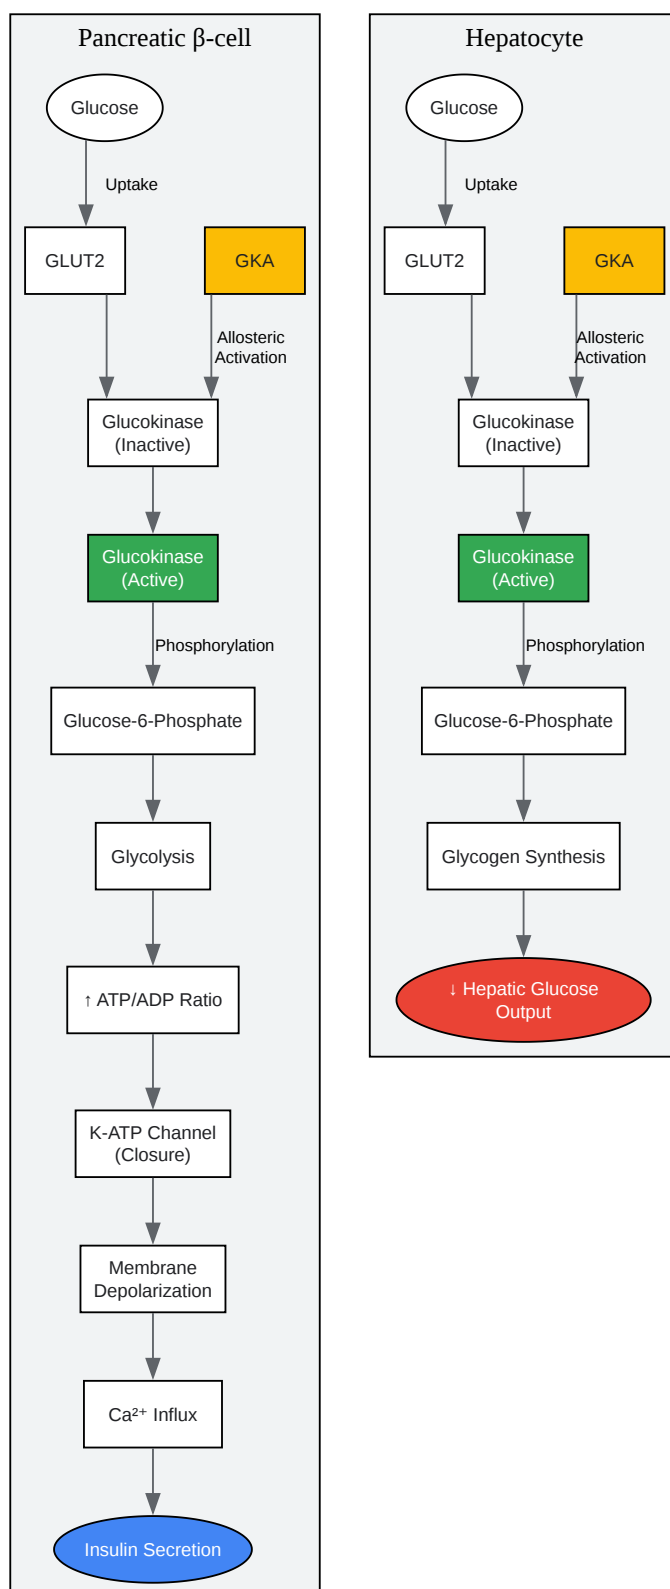 Pancreatic β-cell
Glucose
Uptake
GLUT2
GKA
Allosteric
Activation
Glucokinase
(Inactive)
Glucokinase
(Active)
Phosphorylation
Glucose-6-Phosphate
Glycolysis
↑ ATP/ADP Ratio
K-ATP Channel
(Closure)
Membrane
Depolarization
Ca²⁺ Influx
Insulin Secretion
Hepatocyte
Glucose
Uptake
GLUT2
GKA
Allosteric
Activation
Glucokinase
(Inactive)
Glucokinase
(Active)
Phosphorylation
Glucose-6-Phosphate
Glycogen Synthesis
↓ Hepatic Glucose
Output